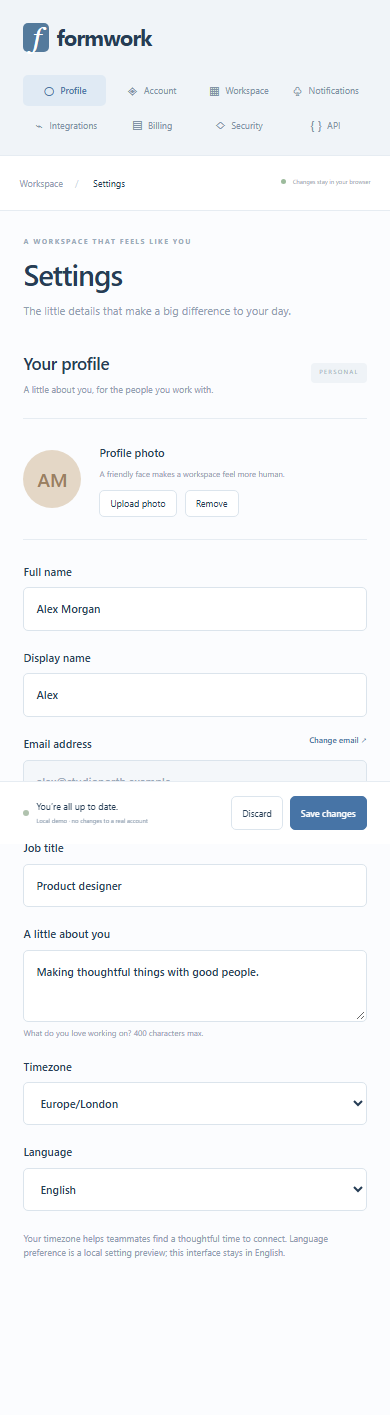 formwork
Profile
Account
Workspace
Notifications
Integrations
Billing
Security
{ } API
Workspace / Settings
Changes stay in your browser
A WORKSPACE THAT FEELS LIKE YOU
Settings
The little details that make a big difference to your day.
Your profile
PERSONAL
A little about you, for the people you work with.
AM
Profile photo
A friendly face makes a workspace feel more human.
Upload photo
Remove
Full name
Alex Morgan
Display name
Alex
Email address
Change email ↗
You're all up to date.
Local demo · no changes to a real account
Discard
Save changes
Job title
Product designer
A little about you
Making thoughtful things with good people.
What do you love working on? 400 characters max.
Timezone
Europe/London
Language
English
Your timezone helps teammates find a thoughtful time to connect. Language
preference is a local setting preview; this interface stays in English.